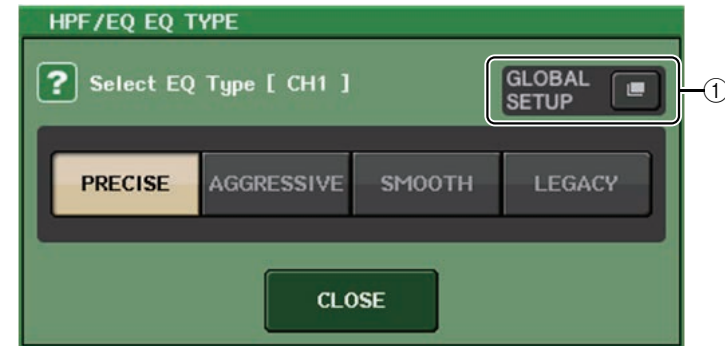 HPF/EQ EQ TYPE
? Select EQ Type [ CH1 ]
GLOBAL
SETUP
①
PRECISE AGGRESSIVE SMOOTH LEGACY
CLOSE